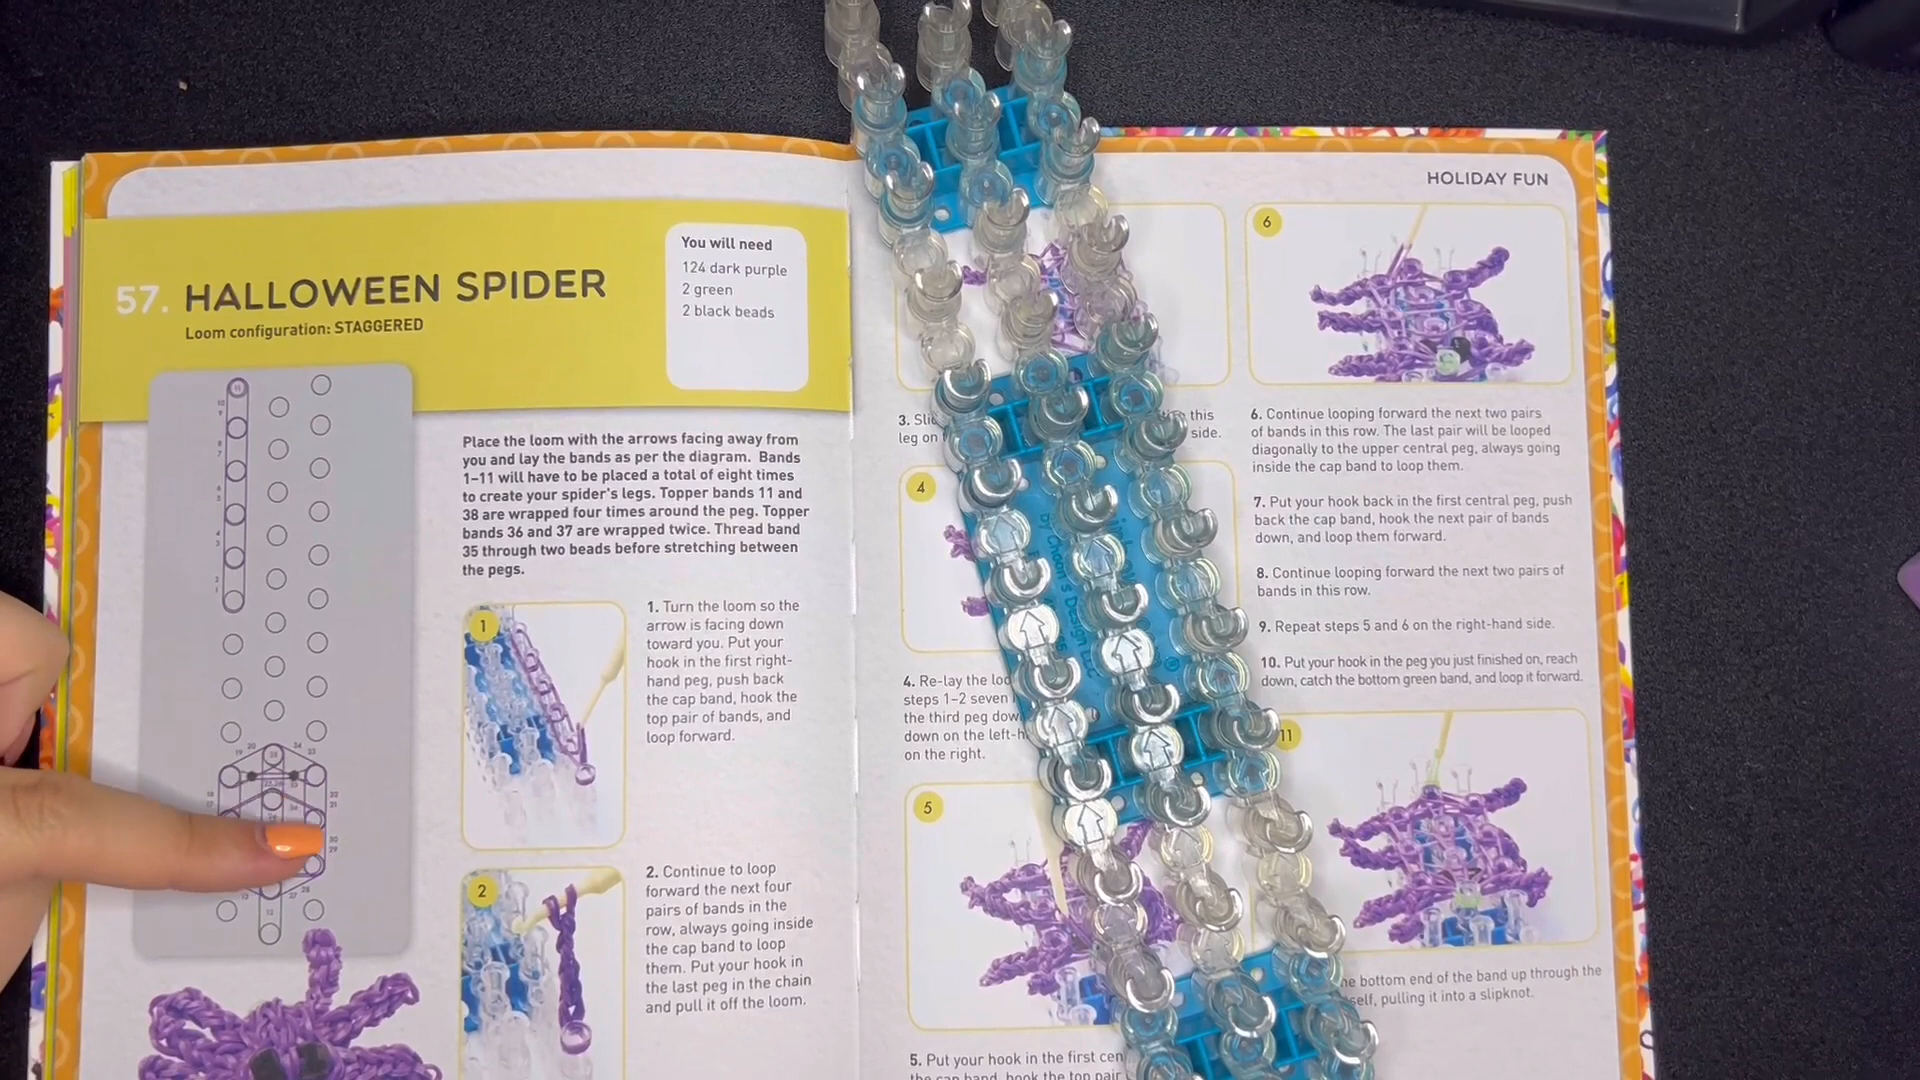 57. HALLOWEEN SPIDER
Loom configuration: STAGGERED
You will need
124 dark purple
2 green
2 black beads
Place the loom with the arrows facing away from
you and lay the bands as per the diagram. Bands
1–11 will have to be placed a total of eight times
to create your spider's legs. Topper bands 11 and
38 are wrapped four times around the peg. Topper
bands 36 and 37 are wrapped twice. Thread band
35 through two beads before stretching between
the pegs.
1
1. Turn the loom so the
arrow is facing down
toward you. Put your
hook in the first right-
hand peg, push back
the cap band, hook the
top pair of bands, and
loop forward.
2
2. Continue to loop
forward the next four
pairs of bands in the
row, always going inside
the cap band to loop
them. Put your hook in
the last peg in the chain
and pull it off the loom.
HOLIDAY FUN
3.
this
leg on
side.
4
4. Re-lay the
steps 1–2 seven
the third peg
down on the
on the right.
5
5. Put your hook in the first
the cap band, hook the top pair
6
6. Continue looping forward the next two pairs
of bands in this row. The last pair will be looped
diagonally to the upper central peg, always going
inside the cap band to loop them.
7. Put your hook back in the first central peg, push
back the cap band, hook the next pair of bands
down, and loop them forward.
8. Continue looping forward the next two pairs of
bands in this row.
9. Repeat steps 5 and 6 on the right-hand side.
10. Put your hook in the peg you just finished on, reach
down, catch the bottom green band, and loop it forward.
11
bottom end of the band up through the
pulling it into a slipknot.